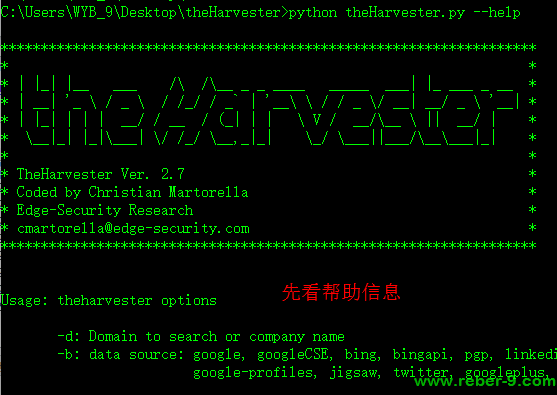 C:\Users\WYB_9\Desktop\theHarvester>python theHarvester.py --help
*******************************************************************
theHarvester
* TheHarvester Ver. 2.7 *
* Coded by Christian Martorella *
* Edge-Security Research *
* cmartorella@edge-security.com *
*******************************************************************
Usage: theharvester options
先看帮助信息
-d: Domain to search or company name
-b: data source: google, googleCSE, bing, bingapi, pgp, linkedi
google-profiles, jigsaw, twitter, googleplus,
www.reber-9.com